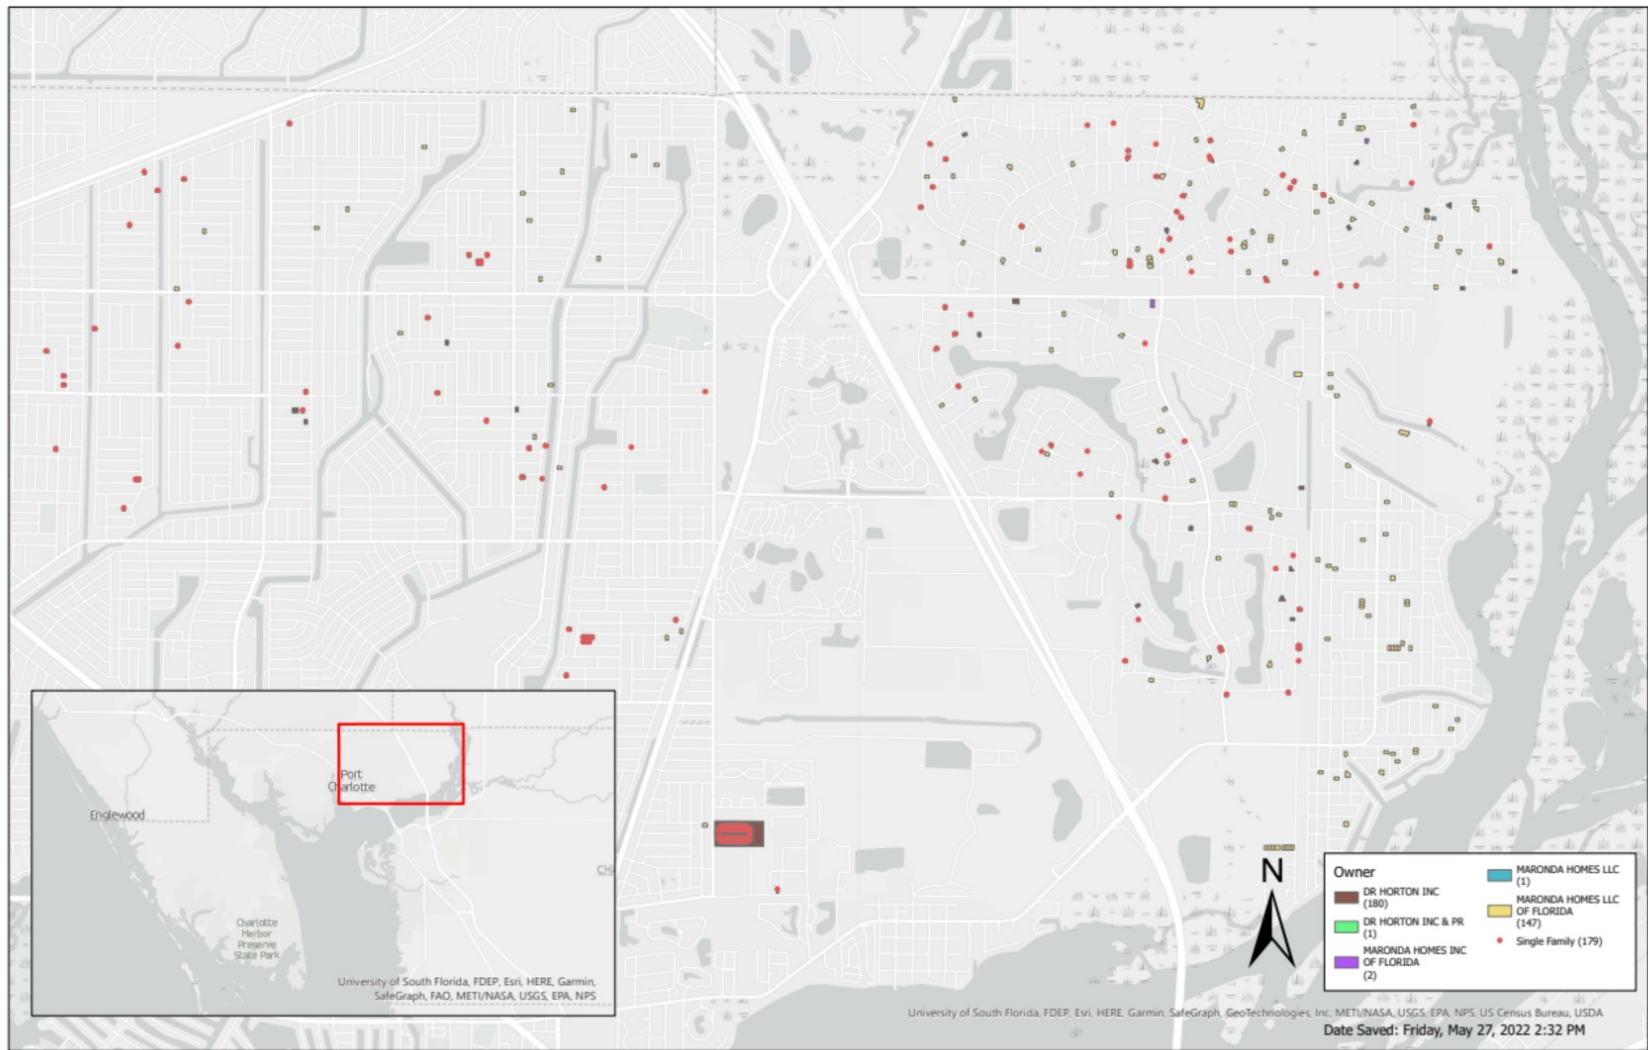 Port
Charlotte
Englewood
Charlotte
Harbor
Preserve
State Park
University of South Florida, FDEP, Esri, HERE, Garmin,
SafeGraph, FAO, METI/NASA, USGS, EPA, NPS
N
Owner
DR HORTON INC
(180)
DR HORTON INC & PR
(1)
MARONDA HOMES INC
OF FLORIDA
(2)
MARONDA HOMES LLC
(1)
MARONDA HOMES LLC
OF FLORIDA
(147)
Single Family (179)
University of South Florida, FDEP, Esri, HERE, Garmin, SafeGraph, GeoTechnologies, Inc, METI/NASA, USGS, EPA, NPS, US Census Bureau, USDA
Date Saved: Friday, May 27, 2022 2:32 PM